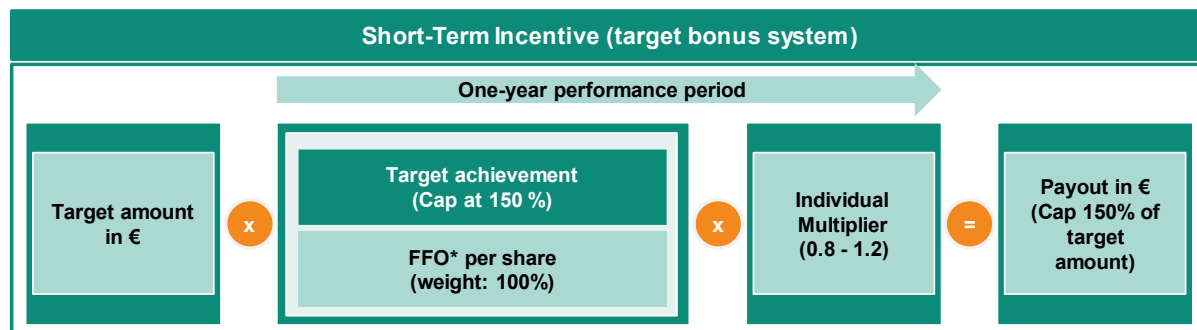 Short-Term Incentive (target bonus system)
One-year performance period
Target amount
in €
x
Target achievement
(Cap at 150 %)
FFO* per share
(weight: 100%)
x
Individual
Multiplier
(0.8 - 1.2)
=
Payout in €
(Cap 150% of
target
amount)